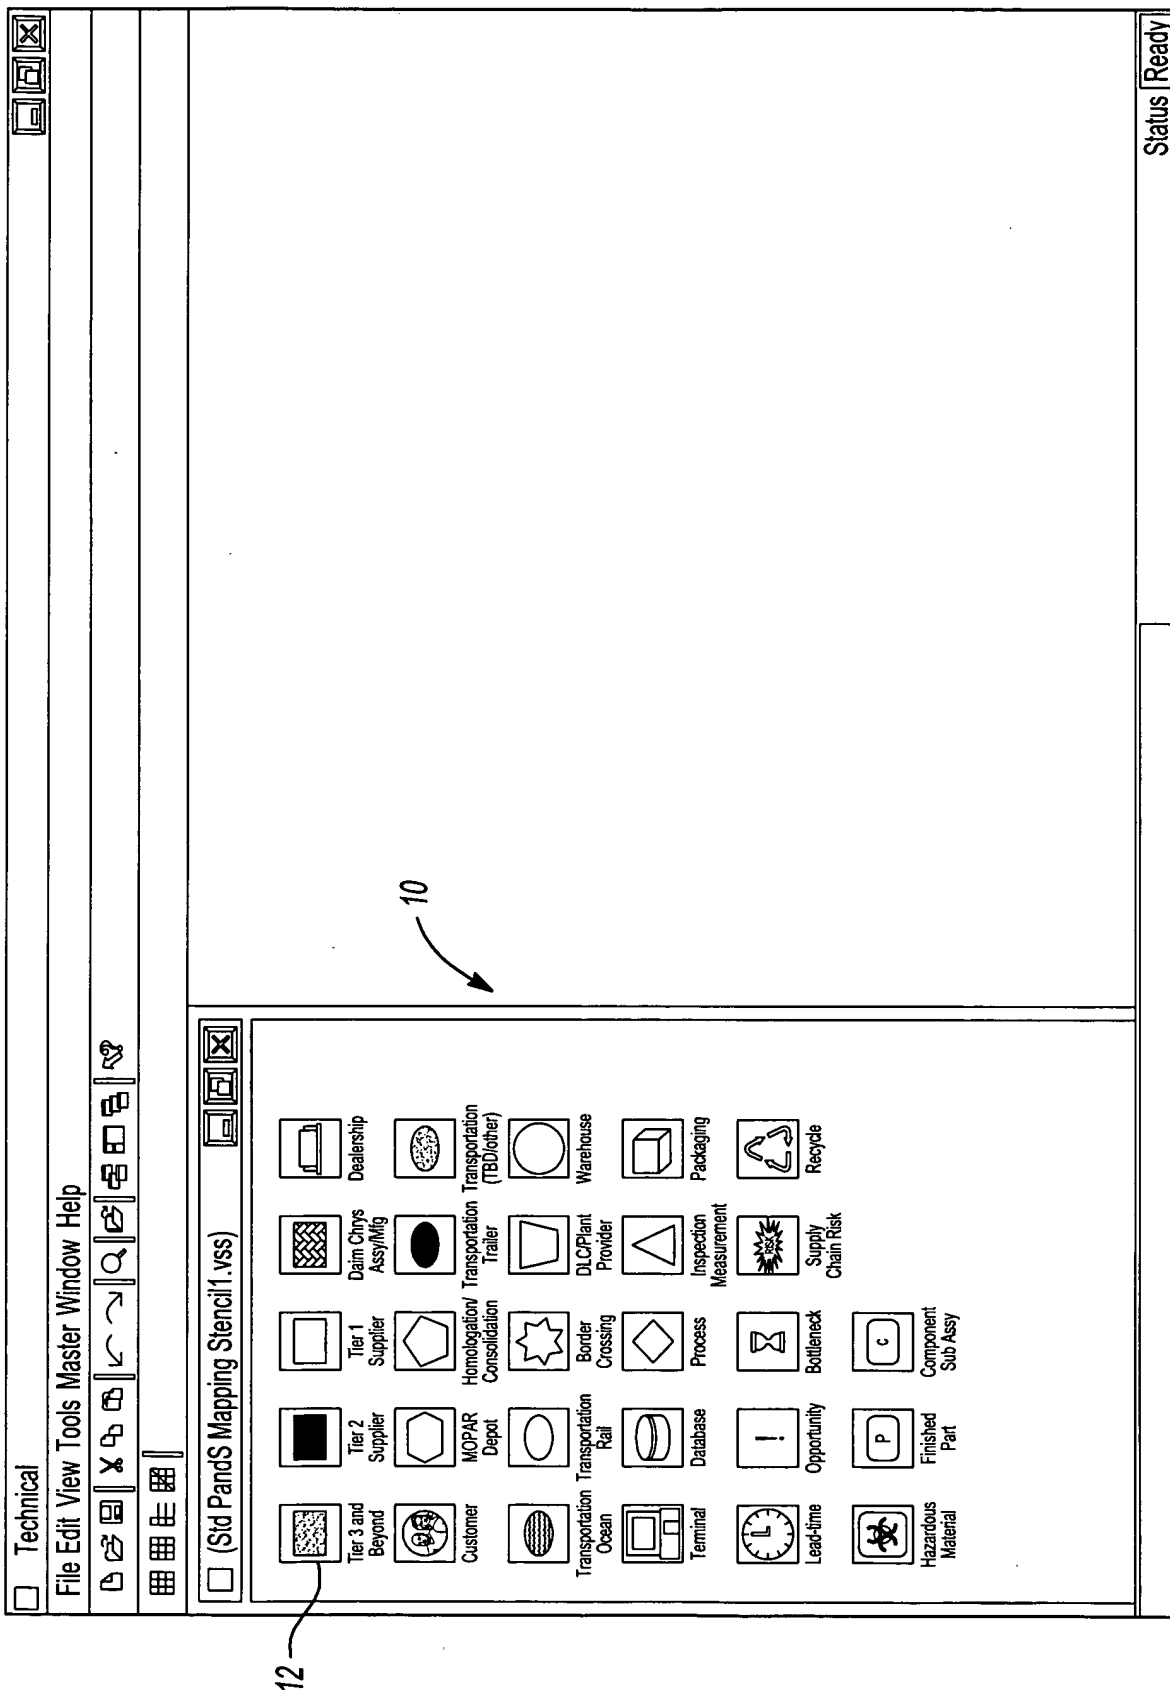 Technical
File Edit View Tools Master Window Help
(Std PandS Mapping Stencil1.vss)
Tier 3 and
Beyond
Tier 2
Supplier
Tier 1
Supplier
Daim Chrys
Assy/Mfg
Dealership
Customer
MOPAR
Depot
Homologation/
Consolidation
Transportation
Trailer
Transportation
(TBD/other)
Transportation
Ocean
Transportation
Rail
Border
Crossing
DLC/Plant
Provider
Warehouse
Terminal
Database
Process
Inspection
Measurement
Packaging
L
!
RISK
Lead-time
Opportunity
Bottleneck
Supply
Chain Risk
Recycle
P
c
Hazardous
Material
Finished
Part
Component
Sub Assy
10
12
Status Ready